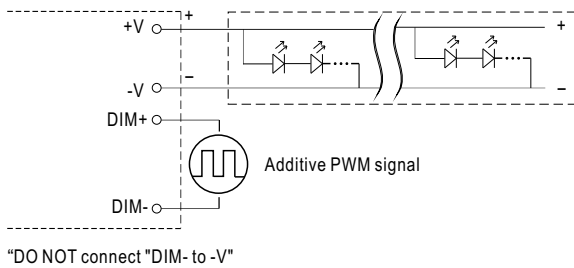 +V +
-V −
DIM+
DIM-
Additive PWM signal
+
−
“DO NOT connect "DIM- to -V"